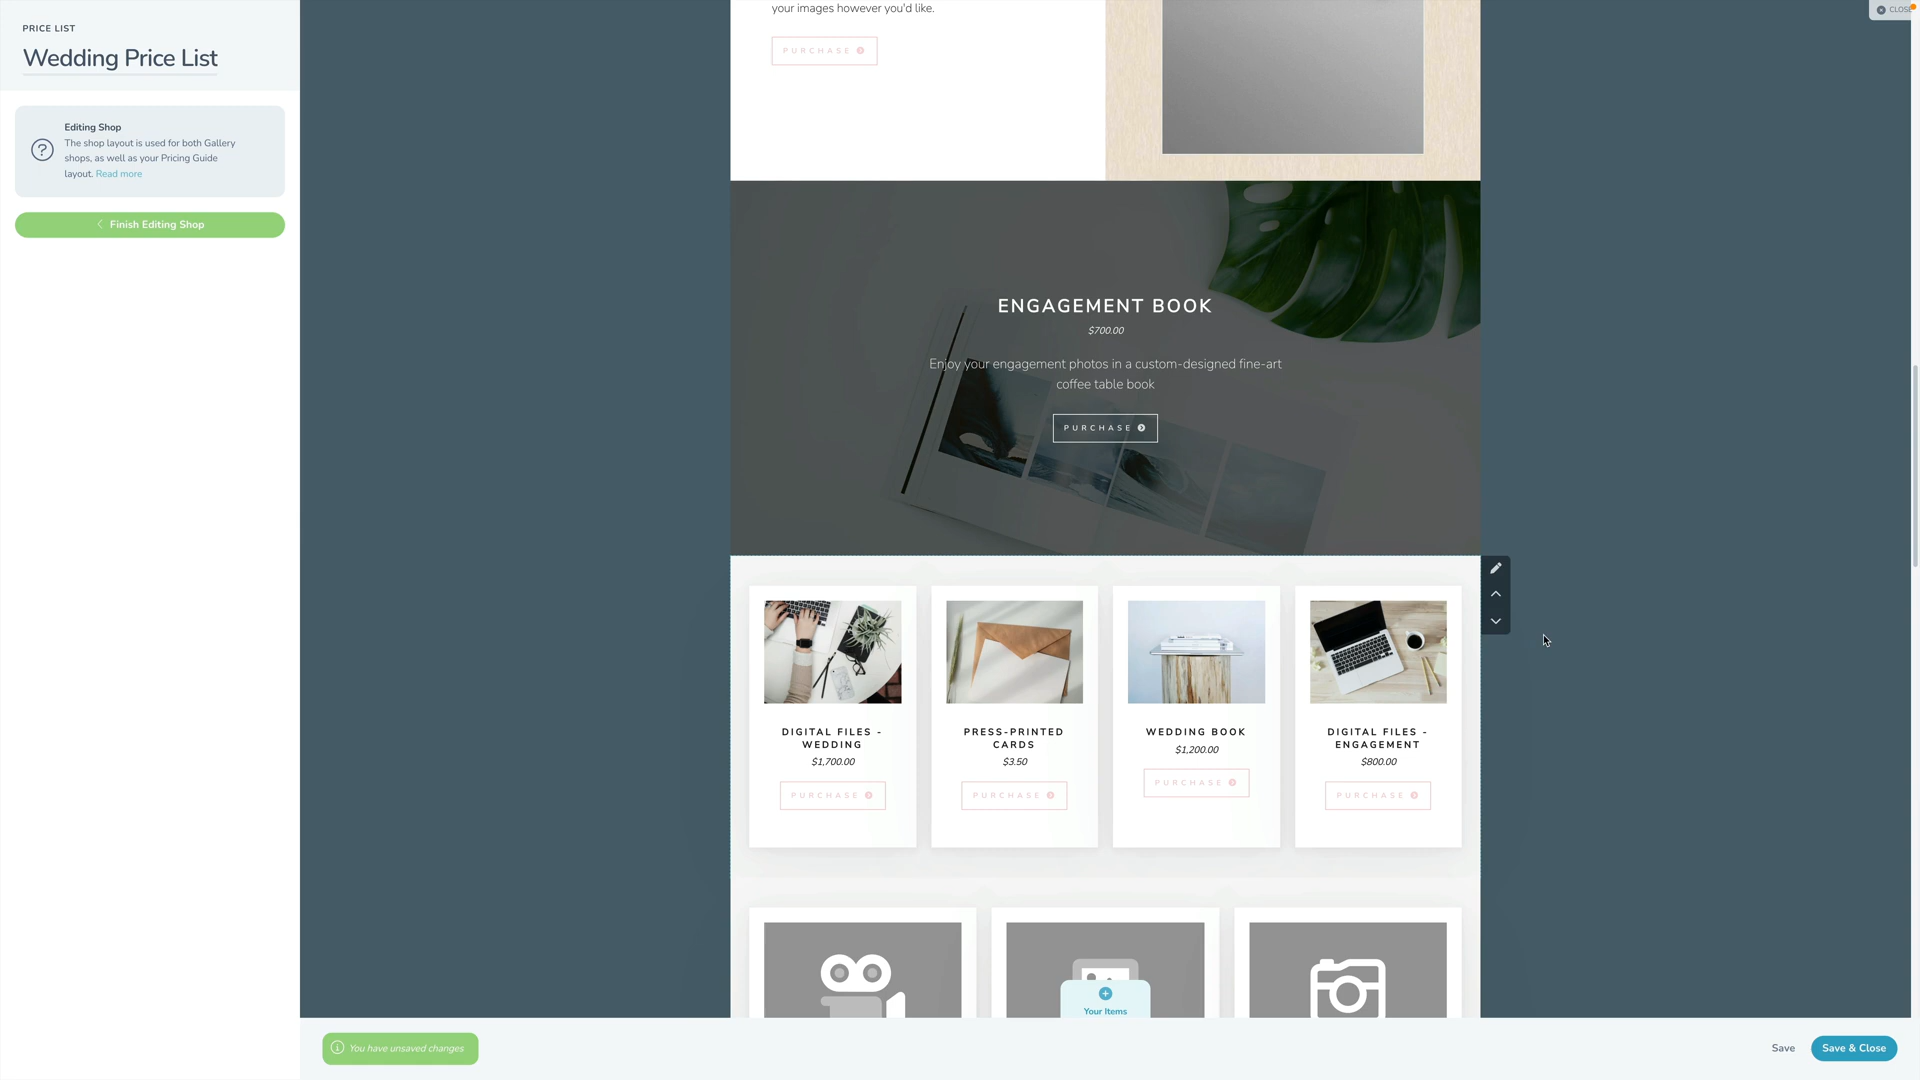 PRICE LIST
Wedding Price List
Editing Shop
The shop layout is used for both Gallery
shops, as well as your Pricing Guide
layout. Read more
Finish Editing Shop
CLOSE
your images however you'd like.
PURCHASE
ENGAGEMENT BOOK
$700.00
Enjoy your engagement photos in a custom-designed fine-art
coffee table book
PURCHASE
DIGITAL FILES -
WEDDING
$1,700.00
PURCHASE
PRESS-PRINTED
CARDS
$3.50
PURCHASE
WEDDING BOOK
$1,200.00
PURCHASE
DIGITAL FILES -
ENGAGEMENT
$800.00
PURCHASE
Your Items
You have unsaved changes
Save
Save & Close